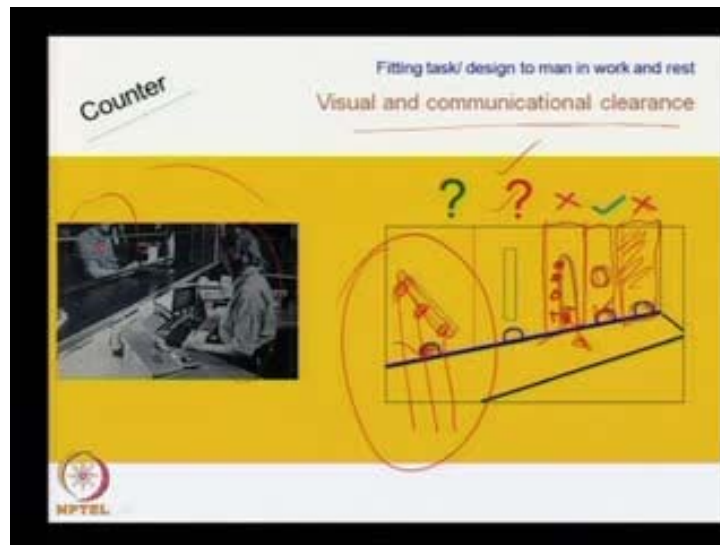 Counter
Fitting task/ design to man in work and rest
Visual and communicational clearance
? ?
NPTEL